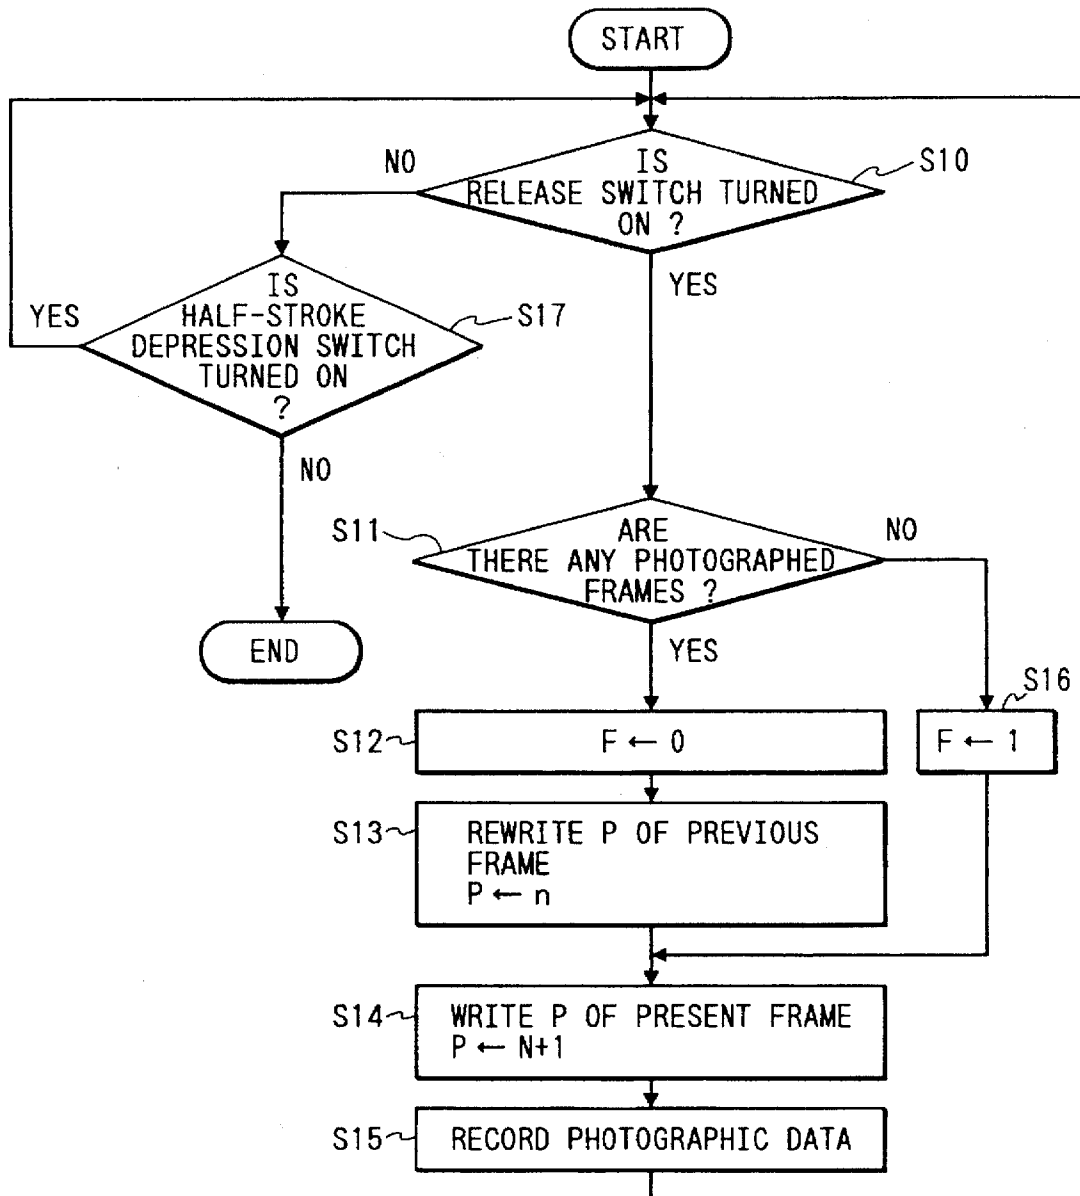 START
NO
IS
RELEASE SWITCH TURNED
ON ?
S10
YES
YES
IS
HALF-STROKE
DEPRESSION SWITCH
TURNED ON
?
S17
NO
END
S11
ARE
THERE ANY PHOTOGRAPHED
FRAMES ?
NO
YES
S16
S12
F ← 0
F ← 1
S13
REWRITE P OF PREVIOUS
FRAME
P ← n
S14
WRITE P OF PRESENT FRAME
P ← N+1
S15
RECORD PHOTOGRAPHIC DATA